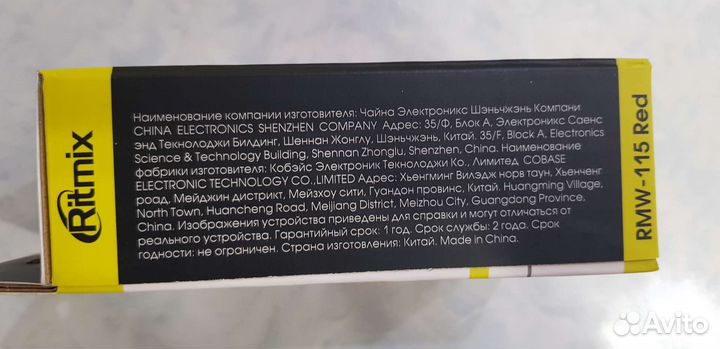 Ritmix
Наименование компании изготовителя: Чайна Электроникс Шэньчжэнь Компани
CHINA ELECTRONICS SHENZHEN COMPANY Адрес: 35/Ф, Блок А, Электроникс Саенс
энд Текнолоджи Билдинг, Шеннан Жонглу, Шэньчжэнь, Китай. 35/F, Block A, Electronics
Science & Technology Building, Shennan Zhonglu, Shenzhen, China. Наименование
фабрики изготовителя: Кобэйс Электроник Текнолоджи Ко., Лимитед COBASE
ELECTRONIC TECHNOLOGY CO.,LIMITED Адрес: Хьенгминг Вилэдж норв таун, Хьенченг
роад, Мейджин дистрикт, Мейзхоу сити, Гуандон провинс, Китай. Huangming Village,
North Town, Huancheng Road, Meijiang District, Meizhou City, Guangdong Province,
China. Изображения устройства приведены для справки и могут отличаться от
реального устройства. Гарантийный срок: 1 год. Срок службы: 2 года. Срок
годности: не ограничен. Страна изготовления: Китай. Made in China.
RMW-115 Red
Avito